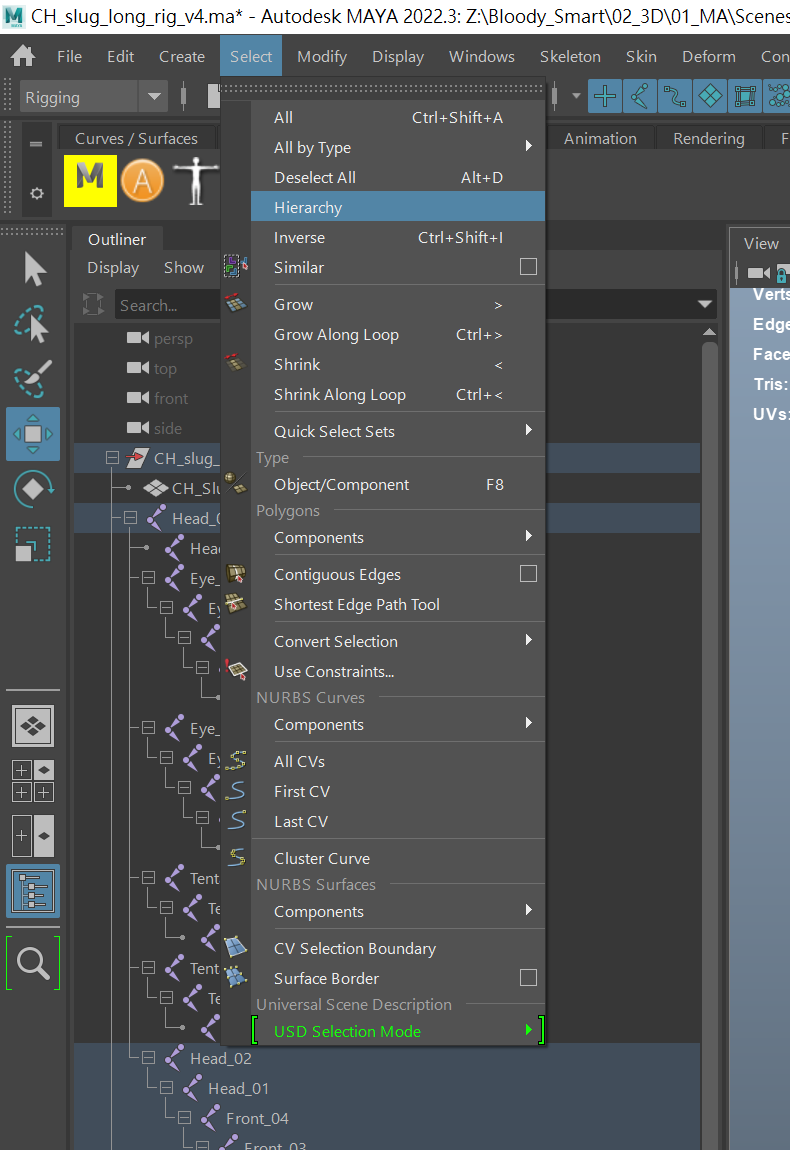 CH_slug_long_rig_v4.ma* - Autodesk MAYA 2022.3: Z:\Bloody_Smart\02_3D\01_MA\Scenes
File Edit Create Select Modify Display Windows Skeleton Skin Deform Con
Rigging
Curves / Surfaces Animation Rendering F
Outliner
Display Show
Search...
persp
top
front
side
CH_slug_
CH_Slu
Head_0
Hea
Eye_
Ey
Eye_
Ey
Tent
Te
Tent
Te
Head_02
Head_01
Front_04
Front_03
All Ctrl+Shift+A
All by Type
Deselect All Alt+D
Hierarchy
Inverse Ctrl+Shift+I
Similar
Grow >
Grow Along Loop Ctrl+>
Shrink <
Shrink Along Loop Ctrl+<
Quick Select Sets
Type
Object/Component F8
Polygons
Components
Contiguous Edges
Shortest Edge Path Tool
Convert Selection
Use Constraints...
NURBS Curves
Components
All CVs
First CV
Last CV
Cluster Curve
NURBS Surfaces
Components
CV Selection Boundary
Surface Border
Universal Scene Description
USD Selection Mode
View
Verts
Edge
Face
Tris:
UVs: